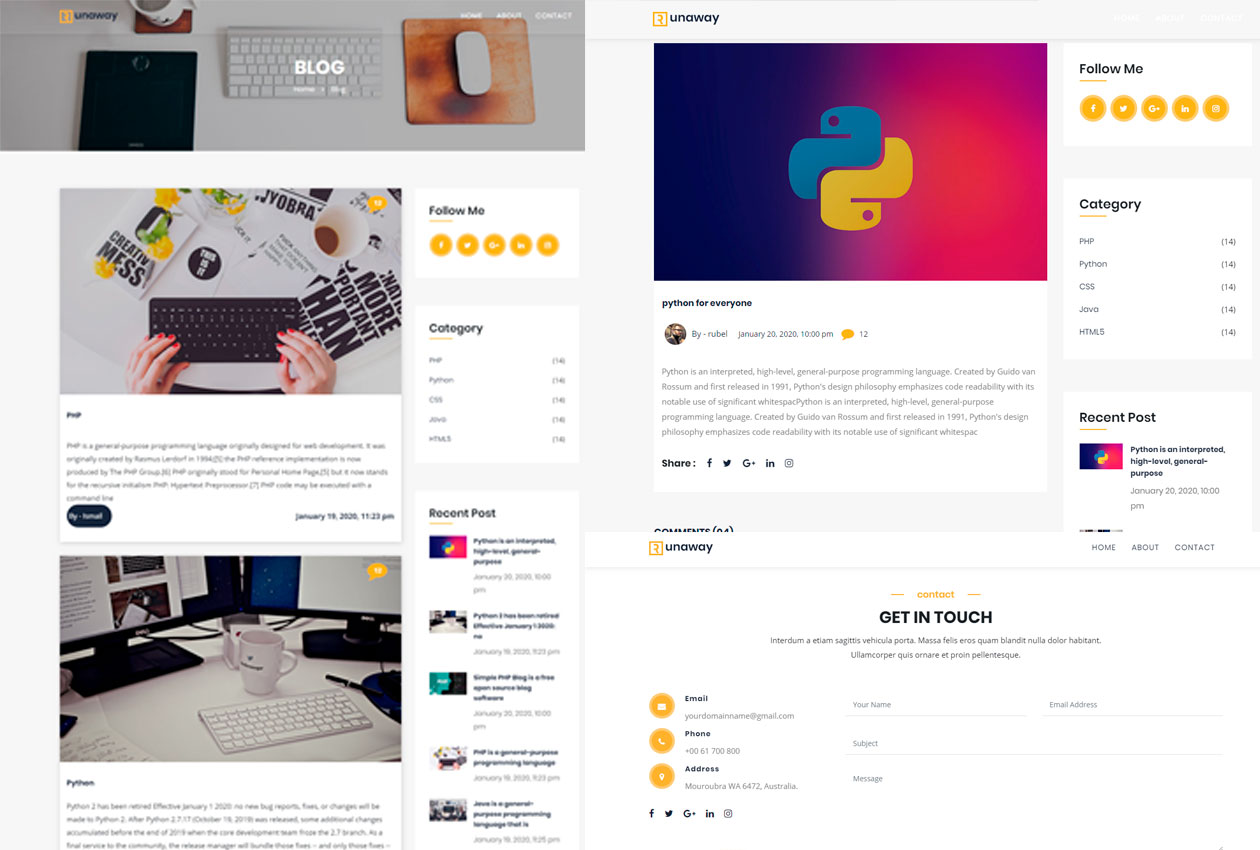 Runaway
HOME ABOUT CONTACT
BLOG
Home > Blog
CREATIV
MESS
THIS
IS IT
12
PHP
PHP is a general-purpose programming language originally designed for web development. It was
originally created by Rasmus Lerdorf in 1994;[5] the PHP reference implementation is now
produced by The PHP Group.[6] PHP originally stood for Personal Home Page,[5] but it now stands
for the recursive initialism PHP: Hypertext Preprocessor.[7] PHP code may be executed with a
command line
By - Ismail
January 19, 2020, 11:23 pm
12
Python
Python 2 has been retired Effective January 1 2020: no new bug reports, fixes, or changes will be
made to Python 2. After Python 2.7.17 (October 19, 2019) was released, some additional changes
accumulated before the end of 2019 when the core development team froze the 2.7 branch. As a
final service to the community, the release manager will bundle those fixes -- and only those fixes --
Follow Me
Category
PHP (14)
Python (14)
CSS (14)
Java (14)
HTML5 (14)
Recent Post
Python is an interpreted,
high-level, general-
purpose
January 20, 2020, 10:00
pm
Python 2 has been retired
Effective January 1 2020:
no
January 19, 2020, 11:23 pm
Simple PHP Blog is a free
open source blog
software
January 20, 2020, 10:00
pm
PHP is a general-purpose
programming language
January 19, 2020, 11:23 pm
Java is a general-
purpose programming
language that is
January 19, 2020, 11:25 pm
Runaway
HOME ABOUT CONTACT
python for everyone
By - rubel January 20, 2020, 10:00 pm 12
Python is an interpreted, high-level, general-purpose programming language. Created by Guido van
Rossum and first released in 1991, Python's design philosophy emphasizes code readability with its
notable use of significant whitespacPython is an interpreted, high-level, general-purpose
programming language. Created by Guido van Rossum and first released in 1991, Python's design
philosophy emphasizes code readability with its notable use of significant whitespac
Share :
COMMENTS (04)
Follow Me
Category
PHP (14)
Python (14)
CSS (14)
Java (14)
HTML5 (14)
Recent Post
Python is an interpreted,
high-level, general-
purpose
January 20, 2020, 10:00
pm
Runaway
HOME ABOUT CONTACT
contact
GET IN TOUCH
Interdum a etiam sagittis vehicula porta. Massa felis eros quam blandit nulla dolor habitant.
Ullamcorper quis ornare et proin pellentesque.
Email
yourdomainname@gmail.com
Phone
+00 61 700 800
Address
Mouroubra WA 6472, Australia.
Your Name
Email Address
Subject
Message